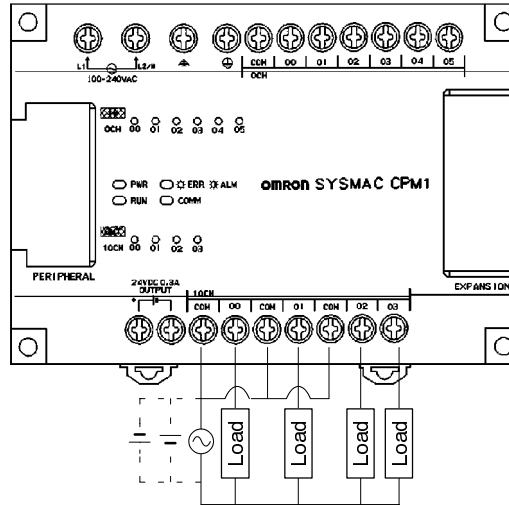 L1 L2/N COM 00 01 02 03 04 05
100-240VAC 0CH
0CH 00 01 02 03 04 05
PWR ERR ALM omron SYSMAC CPM1
RUN COMM
10CH 00 01 02 03
PERIPHERAL EXPANSION
24VDC 0.3A
OUTPUT
10CH
+ - COM 00 COM 01 COM 02 03
Load Load Load Load